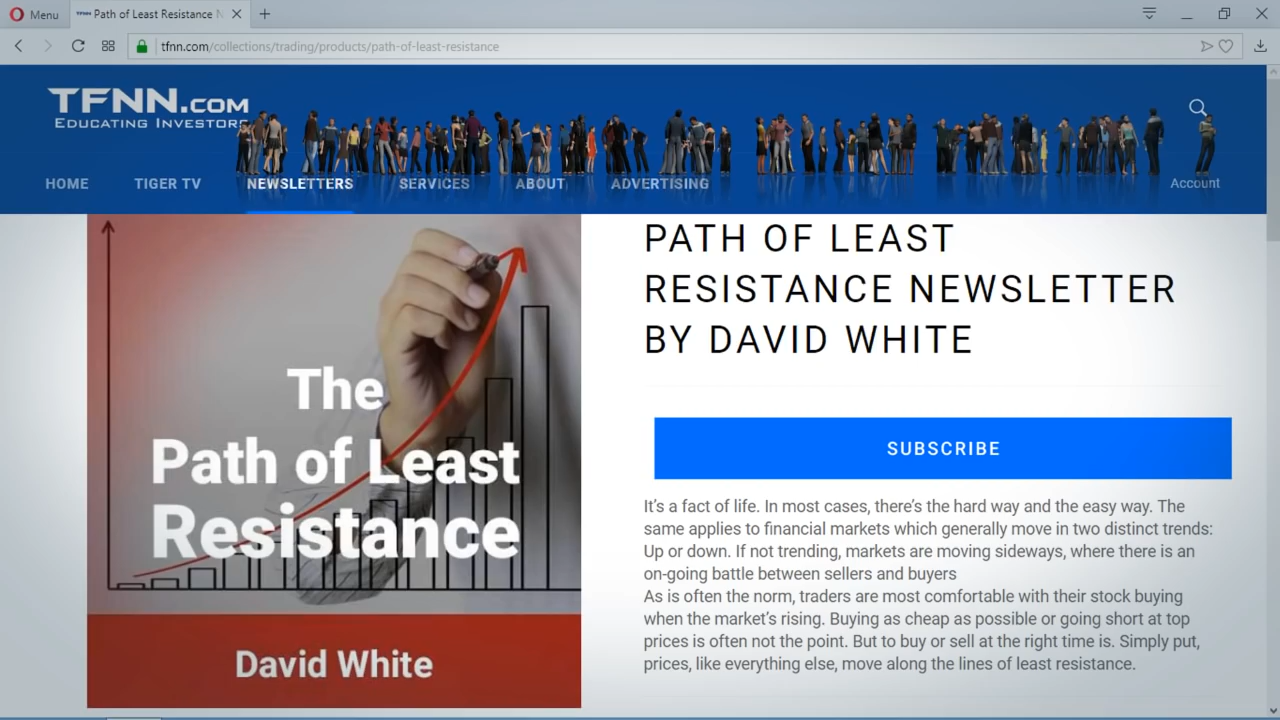 Menu
TFNN Path of Least Resistance N
tfnn.com/collections/trading/products/path-of-least-resistance
TFNN.COM
EDUCATING INVESTORS
HOME TIGER TV NEWSLETTERS SERVICES ABOUT ADVERTISING Account
The
Path of Least
Resistance
David White
PATH OF LEAST
RESISTANCE NEWSLETTER
BY DAVID WHITE
SUBSCRIBE
It’s a fact of life. In most cases, there’s the hard way and the easy way. The
same applies to financial markets which generally move in two distinct trends:
Up or down. If not trending, markets are moving sideways, where there is an
on-going battle between sellers and buyers
As is often the norm, traders are most comfortable with their stock buying
when the market’s rising. Buying as cheap as possible or going short at top
prices is often not the point. But to buy or sell at the right time is. Simply put,
prices, like everything else, move along the lines of least resistance.